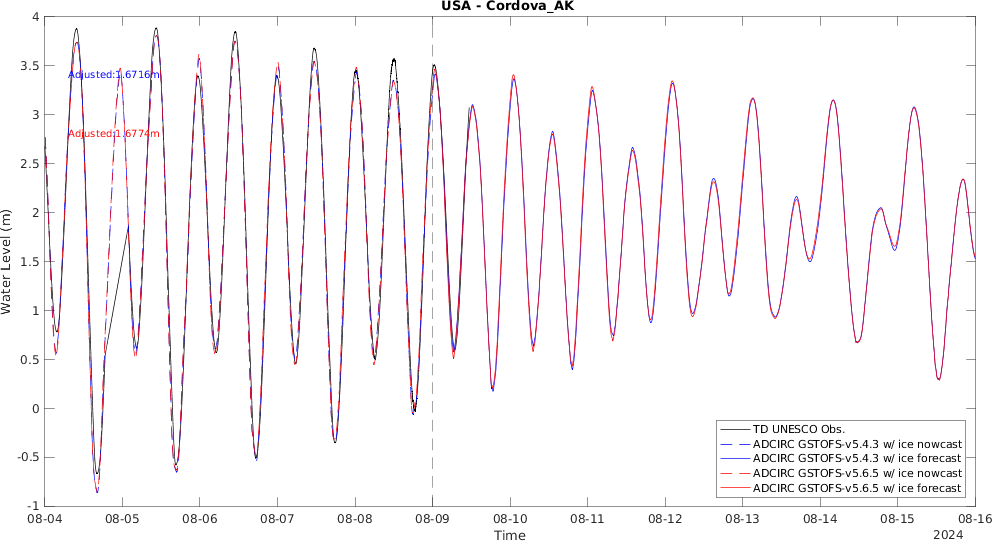 USA - Cordova_AK
4
3.5
3
2.5
2
1.5
1
0.5
0
-0.5
-1
Water Level (m)
Adjusted:1.6716m
Adjusted:1.6774m
TD UNESCO Obs.
ADCIRC GSTOFS-v5.4.3 w/ ice nowcast
ADCIRC GSTOFS-v5.4.3 w/ ice forecast
ADCIRC GSTOFS-v5.6.5 w/ ice nowcast
ADCIRC GSTOFS-v5.6.5 w/ ice forecast
08-04 08-05 08-06 08-07 08-08 08-09 08-10 08-11 08-12 08-13 08-14 08-15 08-16
Time
2024